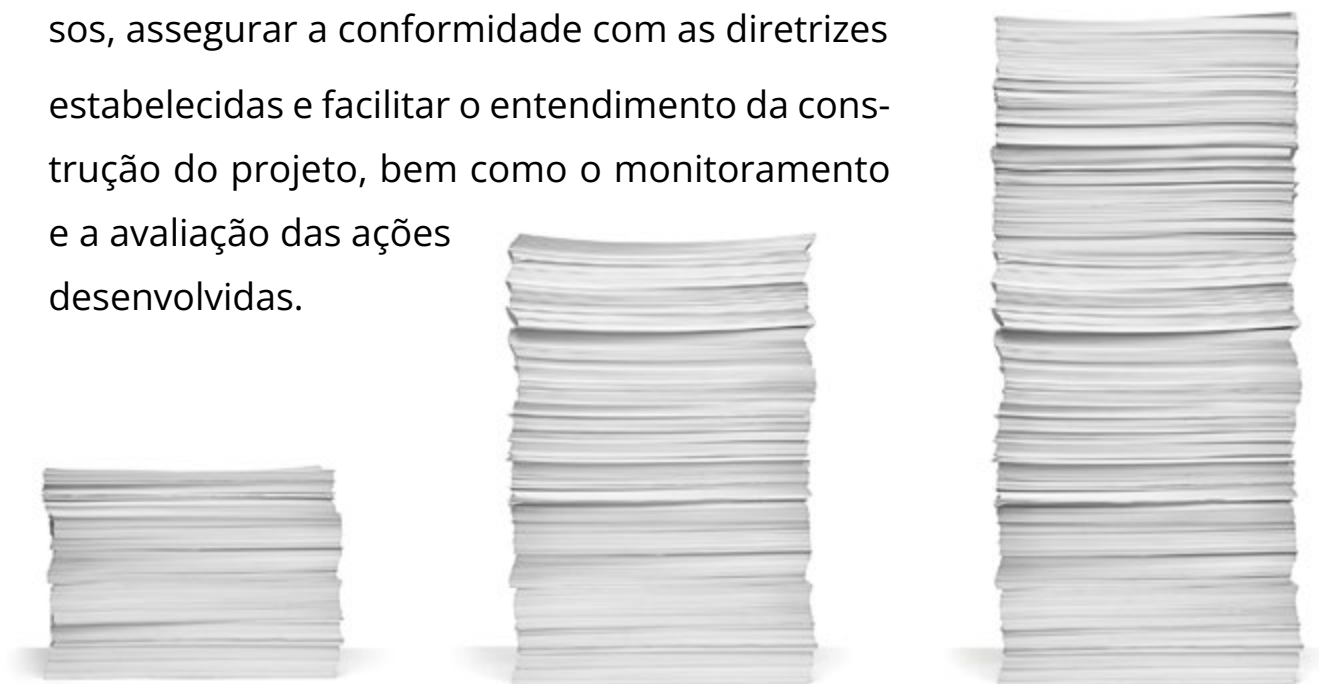 sos, assegurar a conformidade com as diretrizes
estabelecidas e facilitar o entendimento da cons-
trução do projeto, bem como o monitoramento
e a avaliação das ações
desenvolvidas.